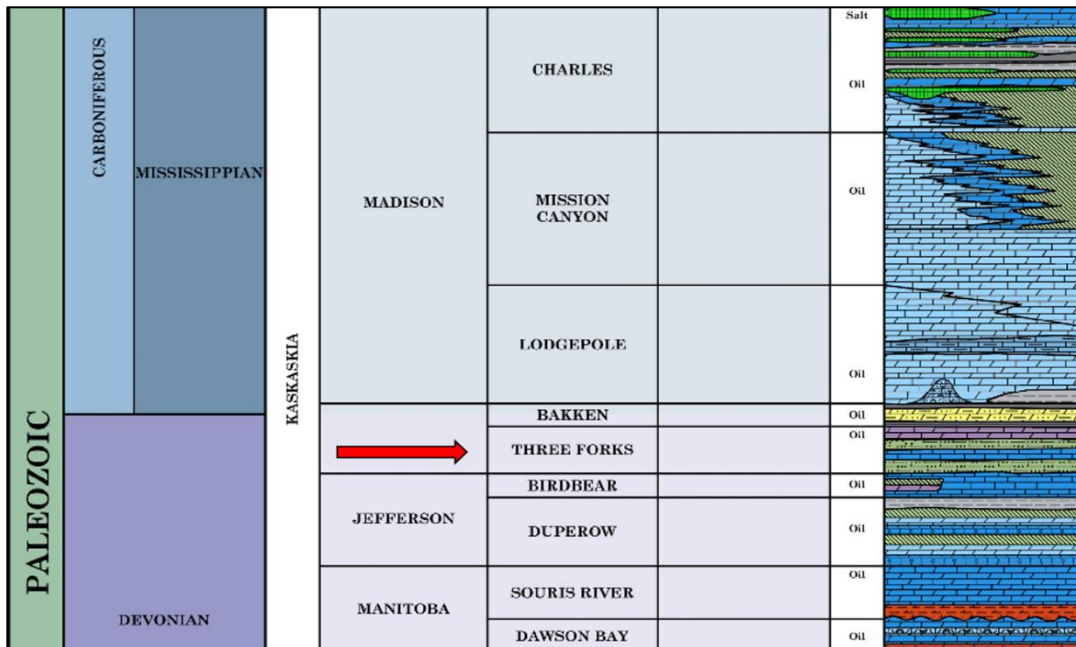 PALEOZOIC
CARBONIFEROUS
MISSISSIPPIAN
DEVONIAN
KASKASKIA
MADISON
JEFFERSON
MANITOBA
CHARLES
MISSION
CANYON
LODGEPOLE
BAKKEN
THREE FORKS
BIRDBEAR
DUPEROW
SOURIS RIVER
DAWSON BAY
Salt
Oil
Oil
Oil
Oil
Oil
Oil
Oil
Oil
Oil